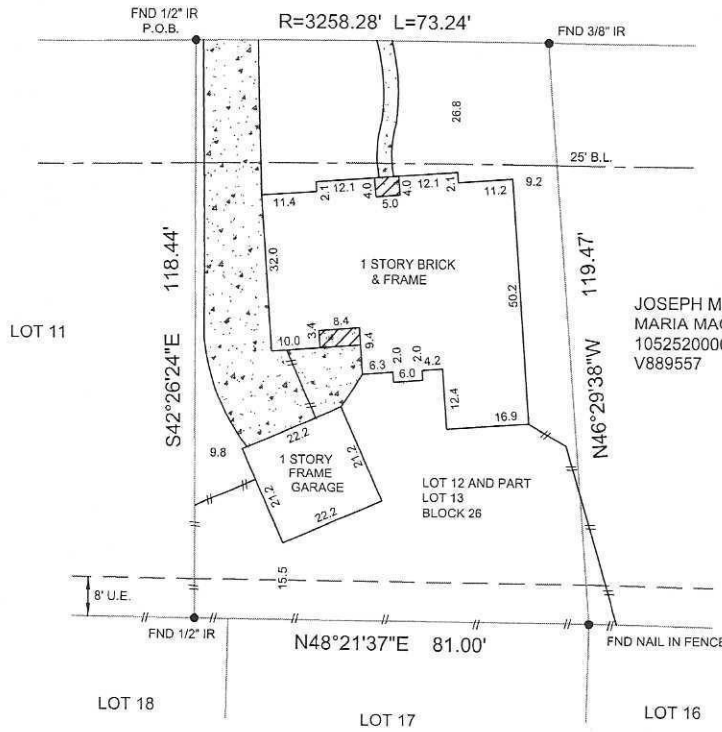 FND 1/2" IR
P.O.B.
R=3258.28' L=73.24'
FND 3/8" IR
26.8
25' B.L.
11.4
2.1
12.1
4.0
5.0
4.0
12.1
2.1
11.2
9.2
S42°26'24"E 118.44'
32.0
1 STORY BRICK
& FRAME
50.2
N46°29'38"W 119.47'
JOSEPH M
MARIA MA
V889557
LOT 11
10.0
3.4
8.4
9.4
6.3
2.0
6.0
2.0
4.2
12.4
16.9
9.8
22.2
1 STORY
FRAME
GARAGE
21.2
21.2
22.2
LOT 12 AND PART
LOT 13
BLOCK 26
15.5
8' U.E.
FND 1/2" IR
N48°21'37"E 81.00'
FND NAIL IN FENCE
LOT 18
LOT 17
LOT 16